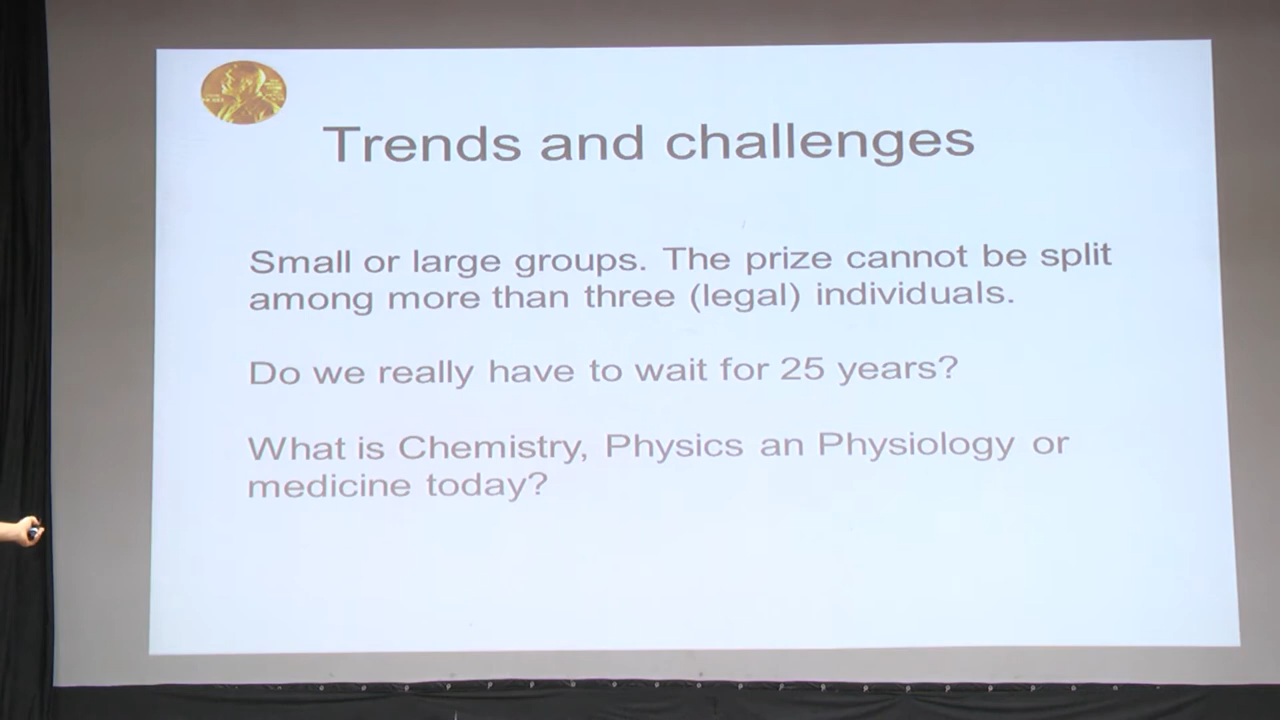 Trends and challenges
Small or large groups. The prize cannot be split
among more than three (legal) individuals.
Do we really have to wait for 25 years?
What is Chemistry, Physics an Physiology or
medicine today?